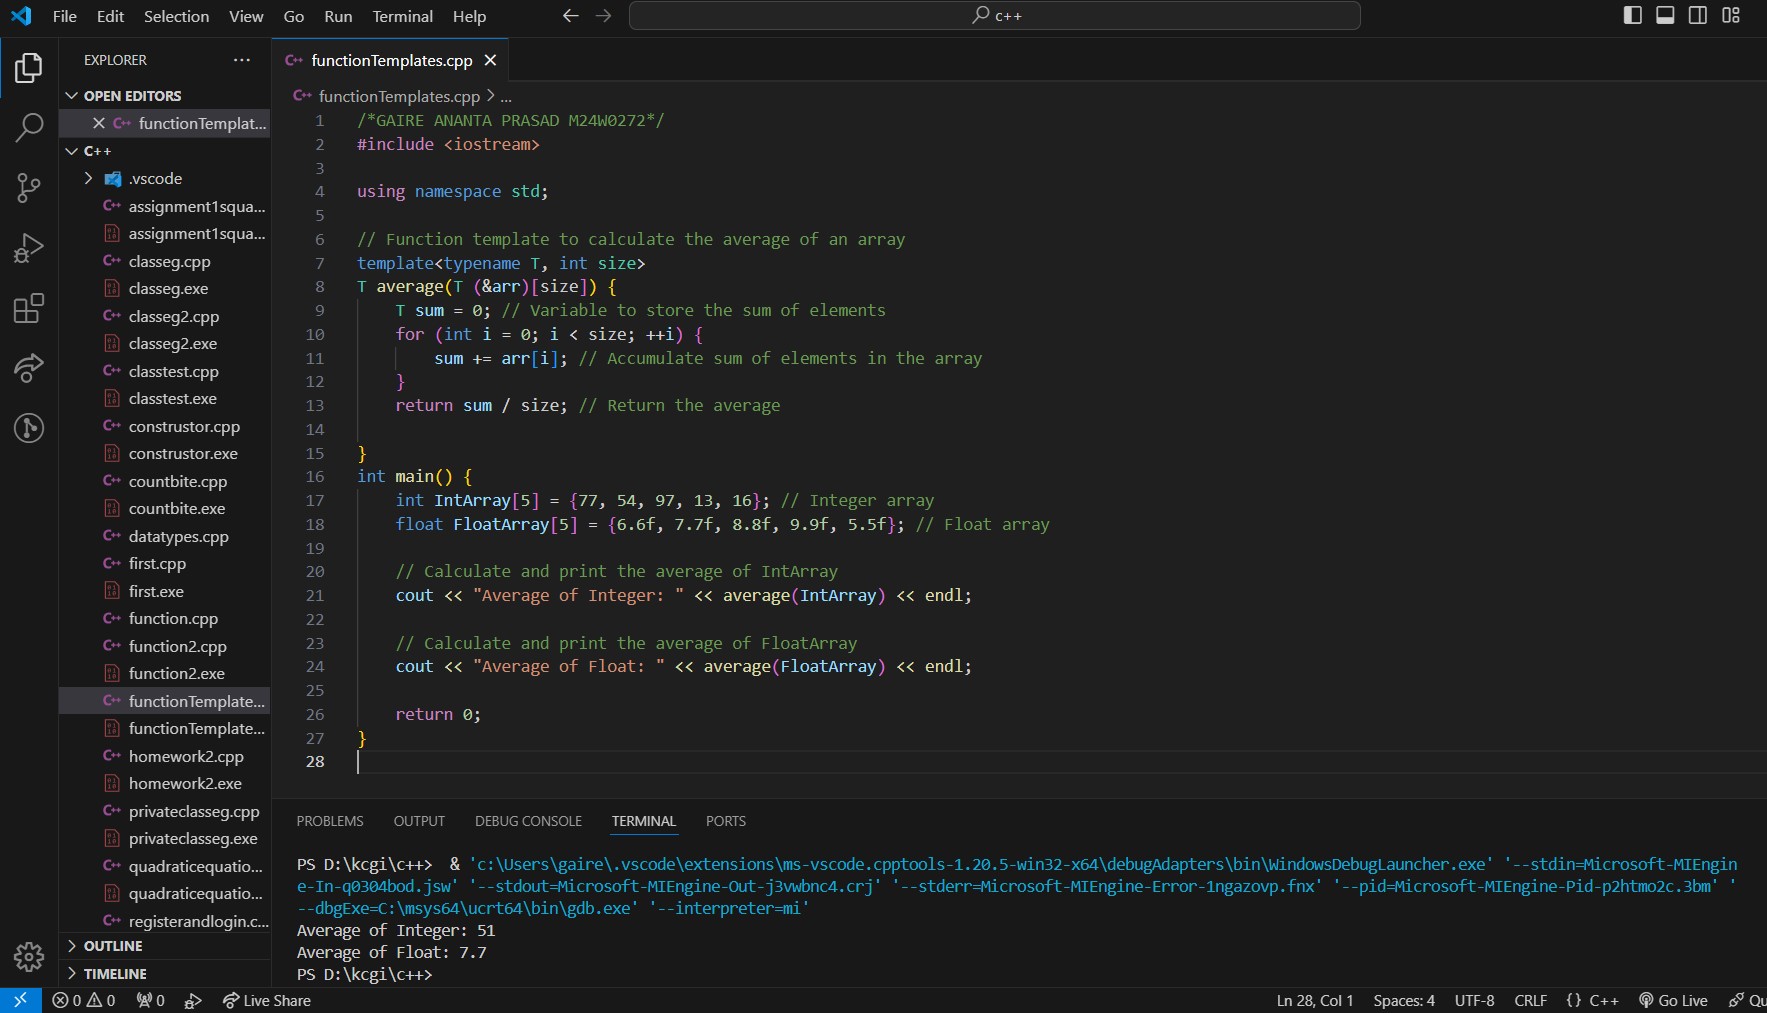 File Edit Selection View Go Run Terminal Help c++
EXPLORER ...
OPEN EDITORS
functionTemplat...
C++
.vscode
assignment1squa...
assignment1squa...
classeg.cpp
classeg.exe
classeg2.cpp
classeg2.exe
classtest.cpp
classtest.exe
construstor.cpp
construstor.exe
countbite.cpp
countbite.exe
datatypes.cpp
first.cpp
first.exe
function.cpp
function2.cpp
function2.exe
functionTemplate...
functionTemplate...
homework2.cpp
homework2.exe
privateclasseg.cpp
privateclasseg.exe
quadraticequatio...
quadraticequatio...
registerandlogin.c...
OUTLINE
TIMELINE
functionTemplates.cpp
functionTemplates.cpp > ...
1 /*GAIRE ANANTA PRASAD M24W0272*/
2 #include <iostream>
3
4 using namespace std;
5
6 // Function template to calculate the average of an array
7 template<typename T, int size>
8 T average(T (&arr)[size]) {
9     T sum = 0; // Variable to store the sum of elements
10     for (int i = 0; i < size; ++i) {
11         sum += arr[i]; // Accumulate sum of elements in the array
12     }
13     return sum / size; // Return the average
14
15 }
16 int main() {
17     int IntArray[5] = {77, 54, 97, 13, 16}; // Integer array
18     float FloatArray[5] = {6.6f, 7.7f, 8.8f, 9.9f, 5.5f}; // Float array
19
20     // Calculate and print the average of IntArray
21     cout << "Average of Integer: " << average(IntArray) << endl;
22
23     // Calculate and print the average of FloatArray
24     cout << "Average of Float: " << average(FloatArray) << endl;
25
26     return 0;
27 }
28
PROBLEMS OUTPUT DEBUG CONSOLE TERMINAL PORTS
PS D:\kcgi\c++>  & 'c:\Users\gaire\.vscode\extensions\ms-vscode.cpptools-1.20.5-win32-x64\debugAdapters\bin\WindowsDebugLauncher.exe' '--stdin=Microsoft-MIEngin
e-In-q0304bod.jsw' '--stdout=Microsoft-MIEngine-Out-j3vwbnc4.crj' '--stderr=Microsoft-MIEngine-Error-1ngazovp.fnx' '--pid=Microsoft-MIEngine-Pid-p2htmo2c.3bm' '
--dbgExe=C:\msys64\ucrt64\bin\gdb.exe' '--interpreter=mi'
Average of Integer: 51
Average of Float: 7.7
PS D:\kcgi\c++>
0 0 0 Live Share Ln 28, Col 1 Spaces: 4 UTF-8 CRLF {} C++ Go Live Qu